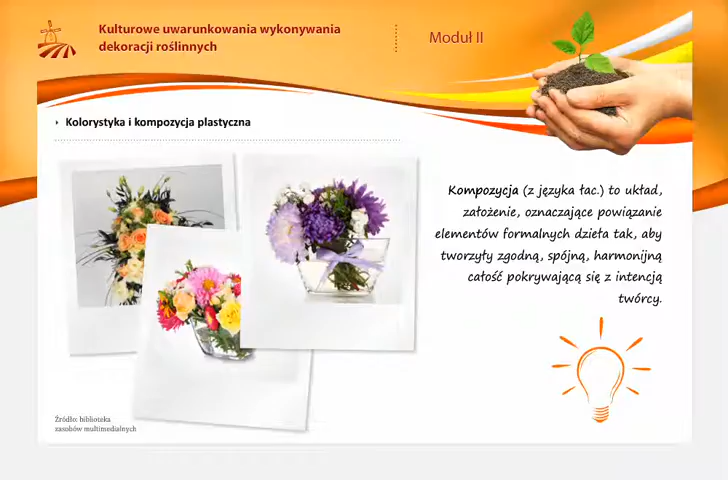 Kulturowe uwarunkowania wykonywania
dekoracji roślinnych
Moduł II
Kolorystyka i kompozycja plastyczna
Kompozycja (z języka łac.) to układ,
założenie, oznaczające powiązanie
elementów formalnych dzieła tak, aby
tworzyły zgodną, spójną, harmonijną
całość pokrywającą się z intencją
twórcy.
Źródło: biblioteka
zasobów multimedialnych